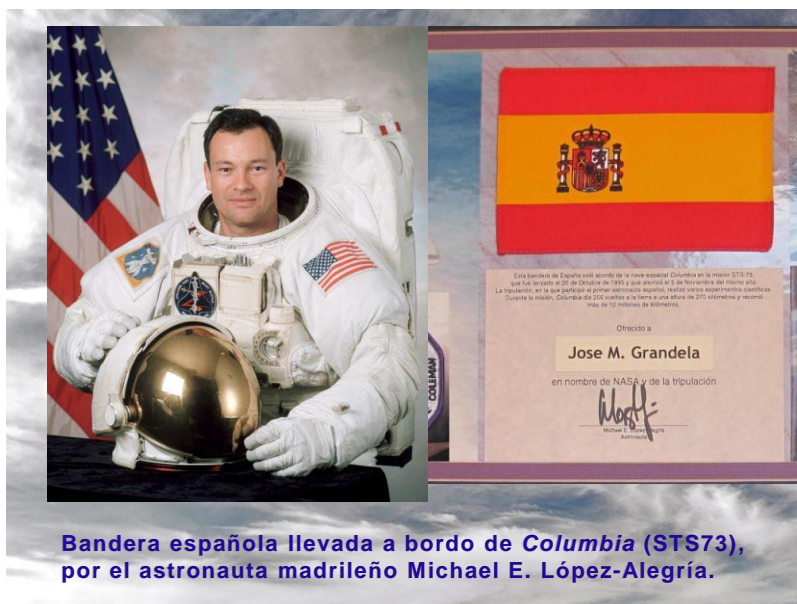 Esta bandera de España voló abordo de la nave espacial Columbia en la misión STS-73,
que fue lanzada el 20 de Octubre de 1995 y que aterrizó el 5 de Noviembre del mismo año.
La tripulación, en la que participó el primer astronauta español, realizó varios experimentos científicos.
Durante la misión, Columbia dio 256 vueltas a la tierra a una altura de 270 kilómetros y recorrió
más de 10 millones de kilómetros.
Ofrecido a
Jose M. Grandela
en nombre de NASA y de la tripulación
Michael E. López-Alegría
Astronauta
COLEMAN
Bandera española llevada a bordo de Columbia (STS73),
por el astronauta madrileño Michael E. López-Alegría.